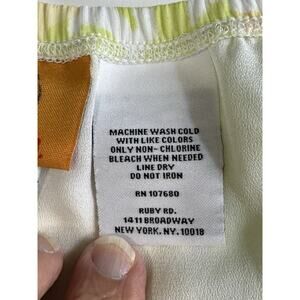 MACHINE WASH COLD
WITH LIKE COLORS
ONLY NON- CHLORINE
BLEACH WHEN NEEDED
LINE DRY
DO NOT IRON
RN 107680
RUBY RD.
1411 BROADWAY
NEW YORK, NY. 10018